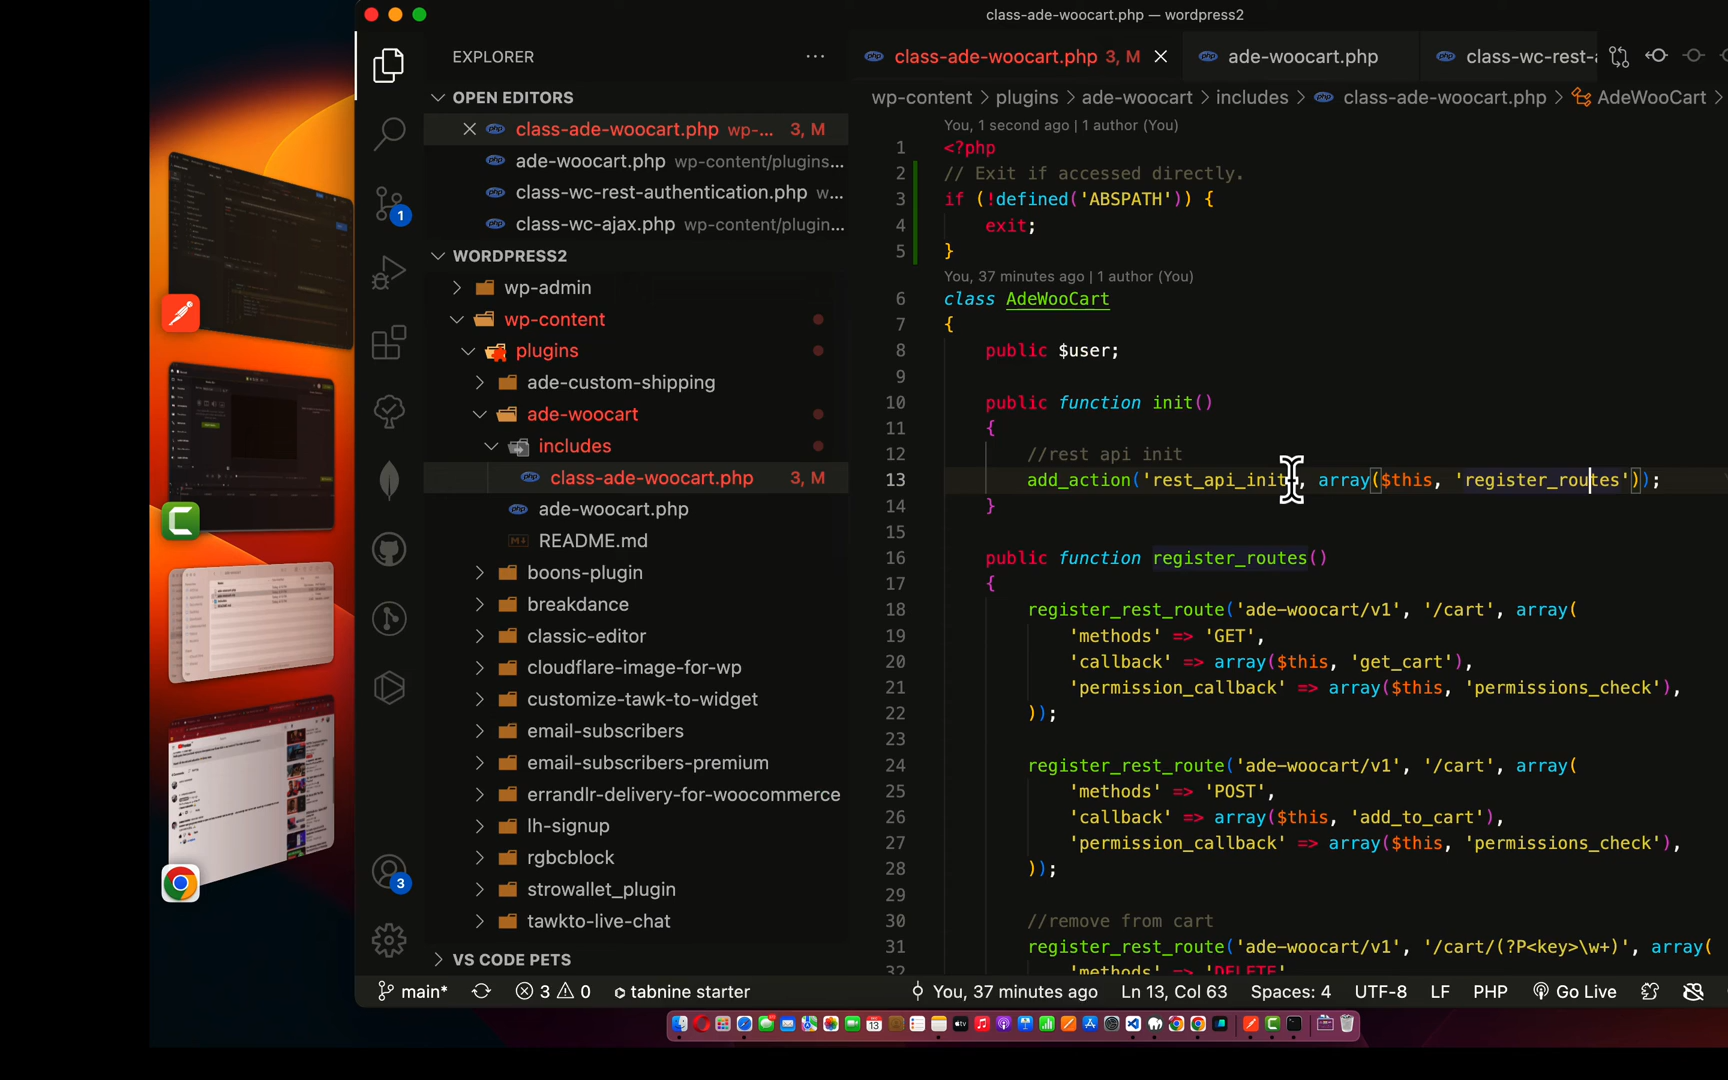 class-ade-woocart.php — wordpress2
EXPLORER
class-ade-woocart.php 3, M
ade-woocart.php
class-wc-rest-a
OPEN EDITORS
wp-content > plugins > ade-woocart > includes > class-ade-woocart.php > AdeWooCart >
class-ade-woocart.php wp-... 3, M
ade-woocart.php wp-content/plugins...
class-wc-rest-authentication.php w...
class-wc-ajax.php wp-content/plugin...
WORDPRESS2
wp-admin
wp-content
plugins
ade-custom-shipping
ade-woocart
includes
class-ade-woocart.php 3, M
ade-woocart.php
README.md
boons-plugin
breakdance
classic-editor
cloudflare-image-for-wp
customize-tawk-to-widget
email-subscribers
email-subscribers-premium
errandlr-delivery-for-woocommerce
lh-signup
rgbcblock
strowallet_plugin
tawkto-live-chat
VS CODE PETS
1
3
You, 1 second ago | 1 author (You)
1 <?php
2 // Exit if accessed directly.
3 if (!defined('ABSPATH')) {
4 exit;
5 }
You, 37 minutes ago | 1 author (You)
6 class AdeWooCart
7 {
8 public $user;
9
10 public function init()
11 {
12 //rest api init
13 add_action('rest_api_init', array($this, 'register_routes'));
14 }
15
16 public function register_routes()
17 {
18 register_rest_route('ade-woocart/v1', '/cart', array(
19 'methods' => 'GET',
20 'callback' => array($this, 'get_cart'),
21 'permission_callback' => array($this, 'permissions_check'),
22 ));
23
24 register_rest_route('ade-woocart/v1', '/cart', array(
25 'methods' => 'POST',
26 'callback' => array($this, 'add_to_cart'),
27 'permission_callback' => array($this, 'permissions_check'),
28 ));
29
30 //remove from cart
31 register_rest_route('ade-woocart/v1', '/cart/(?P<key>\w+)', array(
32 'methods' => 'DELETE',
main* 3 0 tabnine starter You, 37 minutes ago Ln 13, Col 63 Spaces: 4 UTF-8 LF PHP Go Live
13